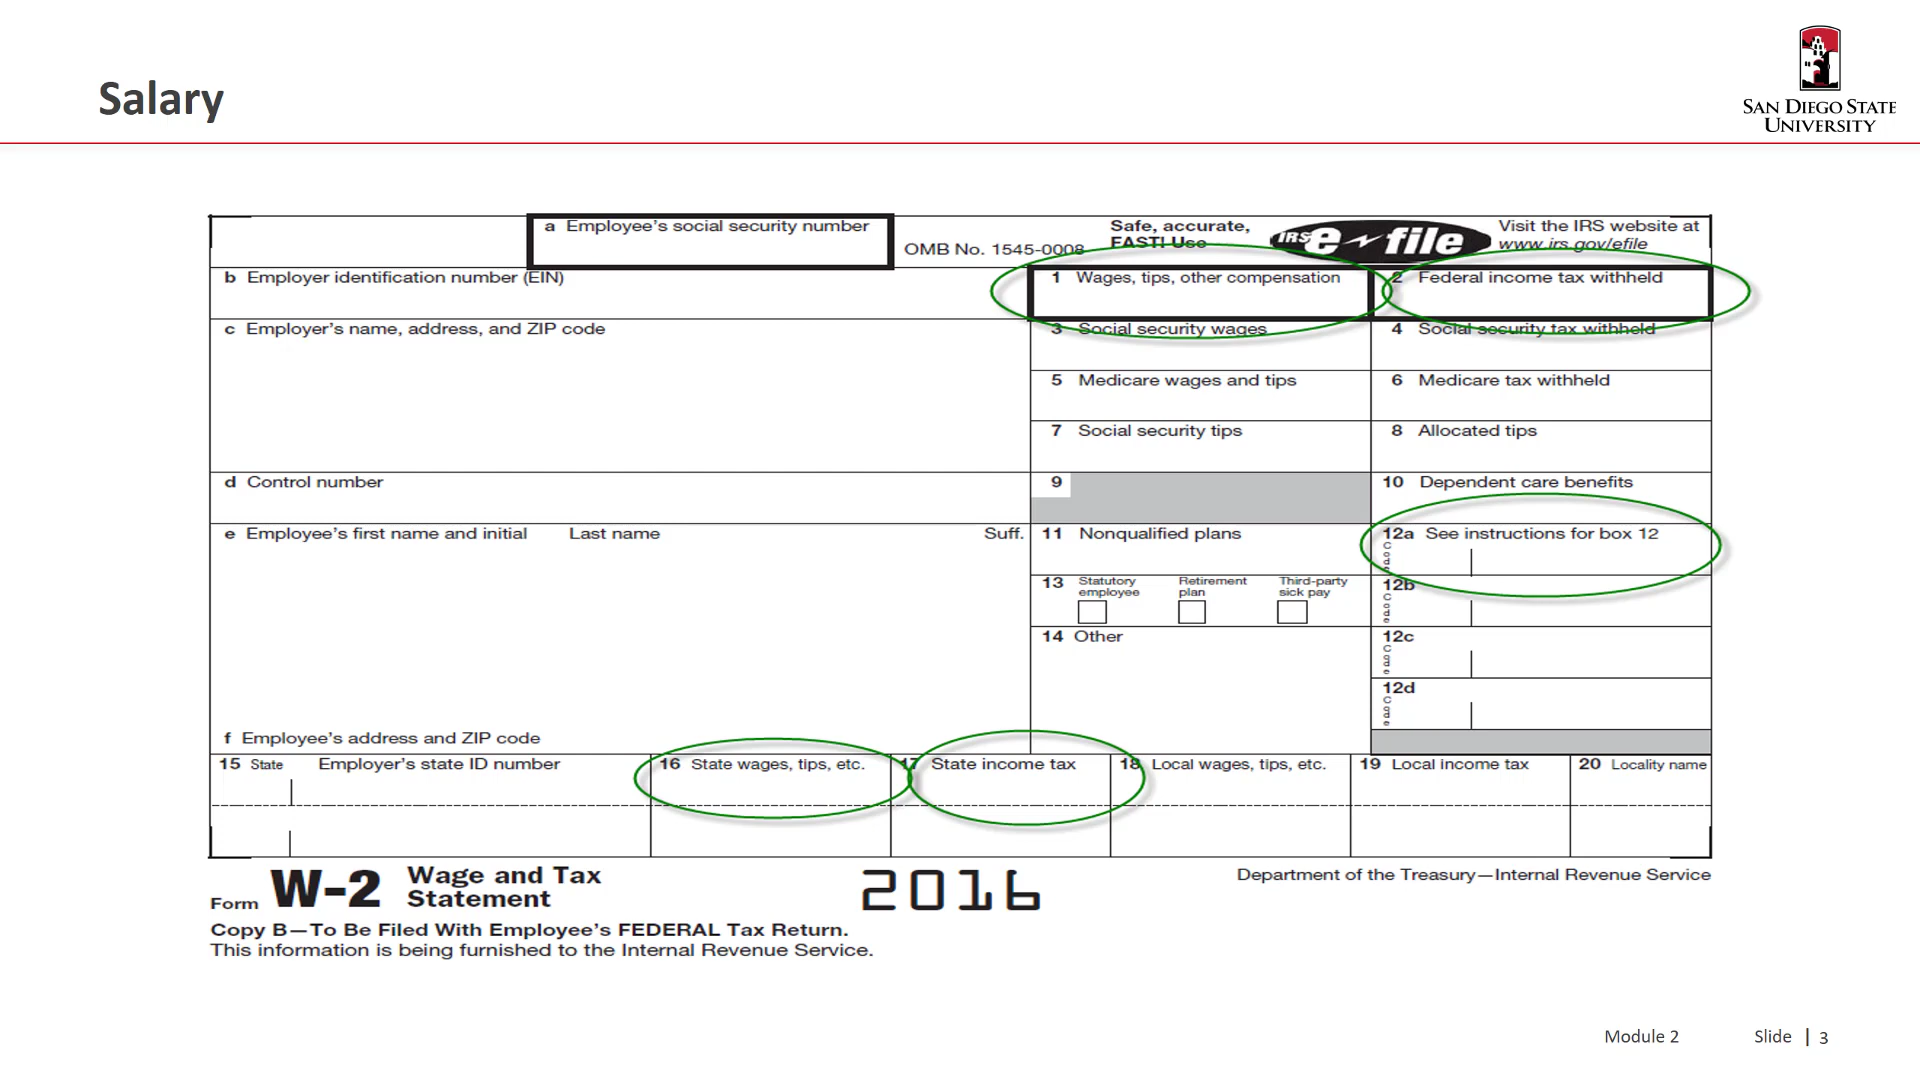 Salary
SAN DIEGO STATE
UNIVERSITY
a Employee's social security number
OMB No. 1545-0008
Safe, accurate,
FAST! Use
IRS e file
Visit the IRS website at
www.irs.gov/efile
b Employer identification number (EIN)
1 Wages, tips, other compensation
2 Federal income tax withheld
c Employer's name, address, and ZIP code
3 Social security wages
4 Social security tax withheld
5 Medicare wages and tips
6 Medicare tax withheld
7 Social security tips
8 Allocated tips
d Control number
9
10 Dependent care benefits
e Employee's first name and initial Last name Suff.
11 Nonqualified plans
12a See instructions for box 12
Code
13 Statutory employee Retirement plan Third-party sick pay
12b
Code
14 Other
12c
Code
12d
Code
f Employee's address and ZIP code
15 State Employer's state ID number
16 State wages, tips, etc.
17 State income tax
18 Local wages, tips, etc.
19 Local income tax
20 Locality name
Form W-2 Wage and Tax
Statement
2016
Department of the Treasury—Internal Revenue Service
Copy B—To Be Filed With Employee's FEDERAL Tax Return.
This information is being furnished to the Internal Revenue Service.
Module 2 Slide | 3